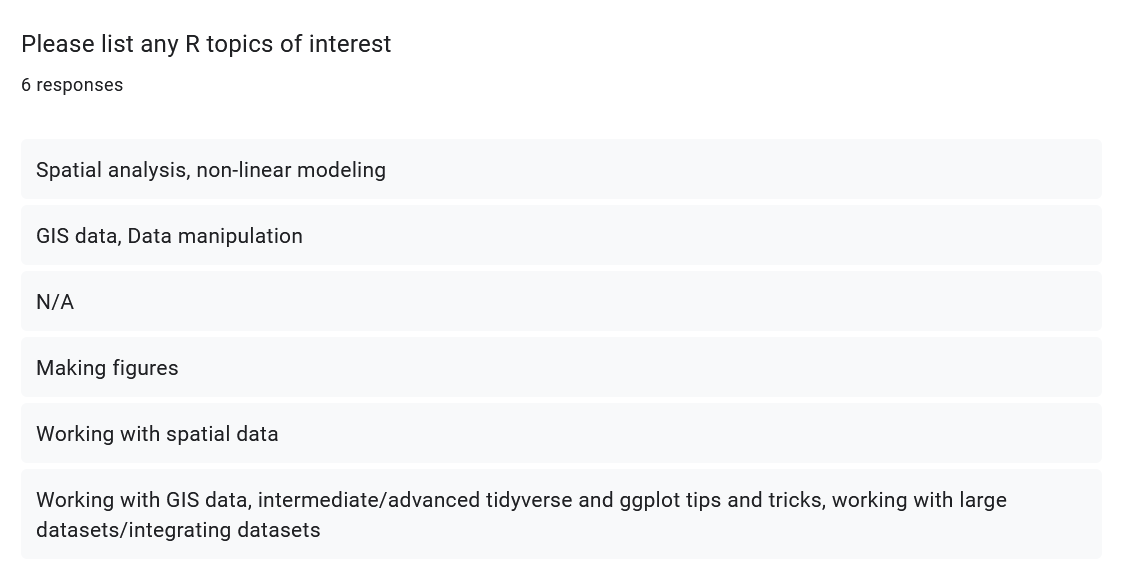 Please list any R topics of interest
6 responses
Spatial analysis, non-linear modeling
GIS data, Data manipulation
N/A
Making figures
Working with spatial data
Working with GIS data, intermediate/advanced tidyverse and ggplot tips and tricks, working with large
datasets/integrating datasets